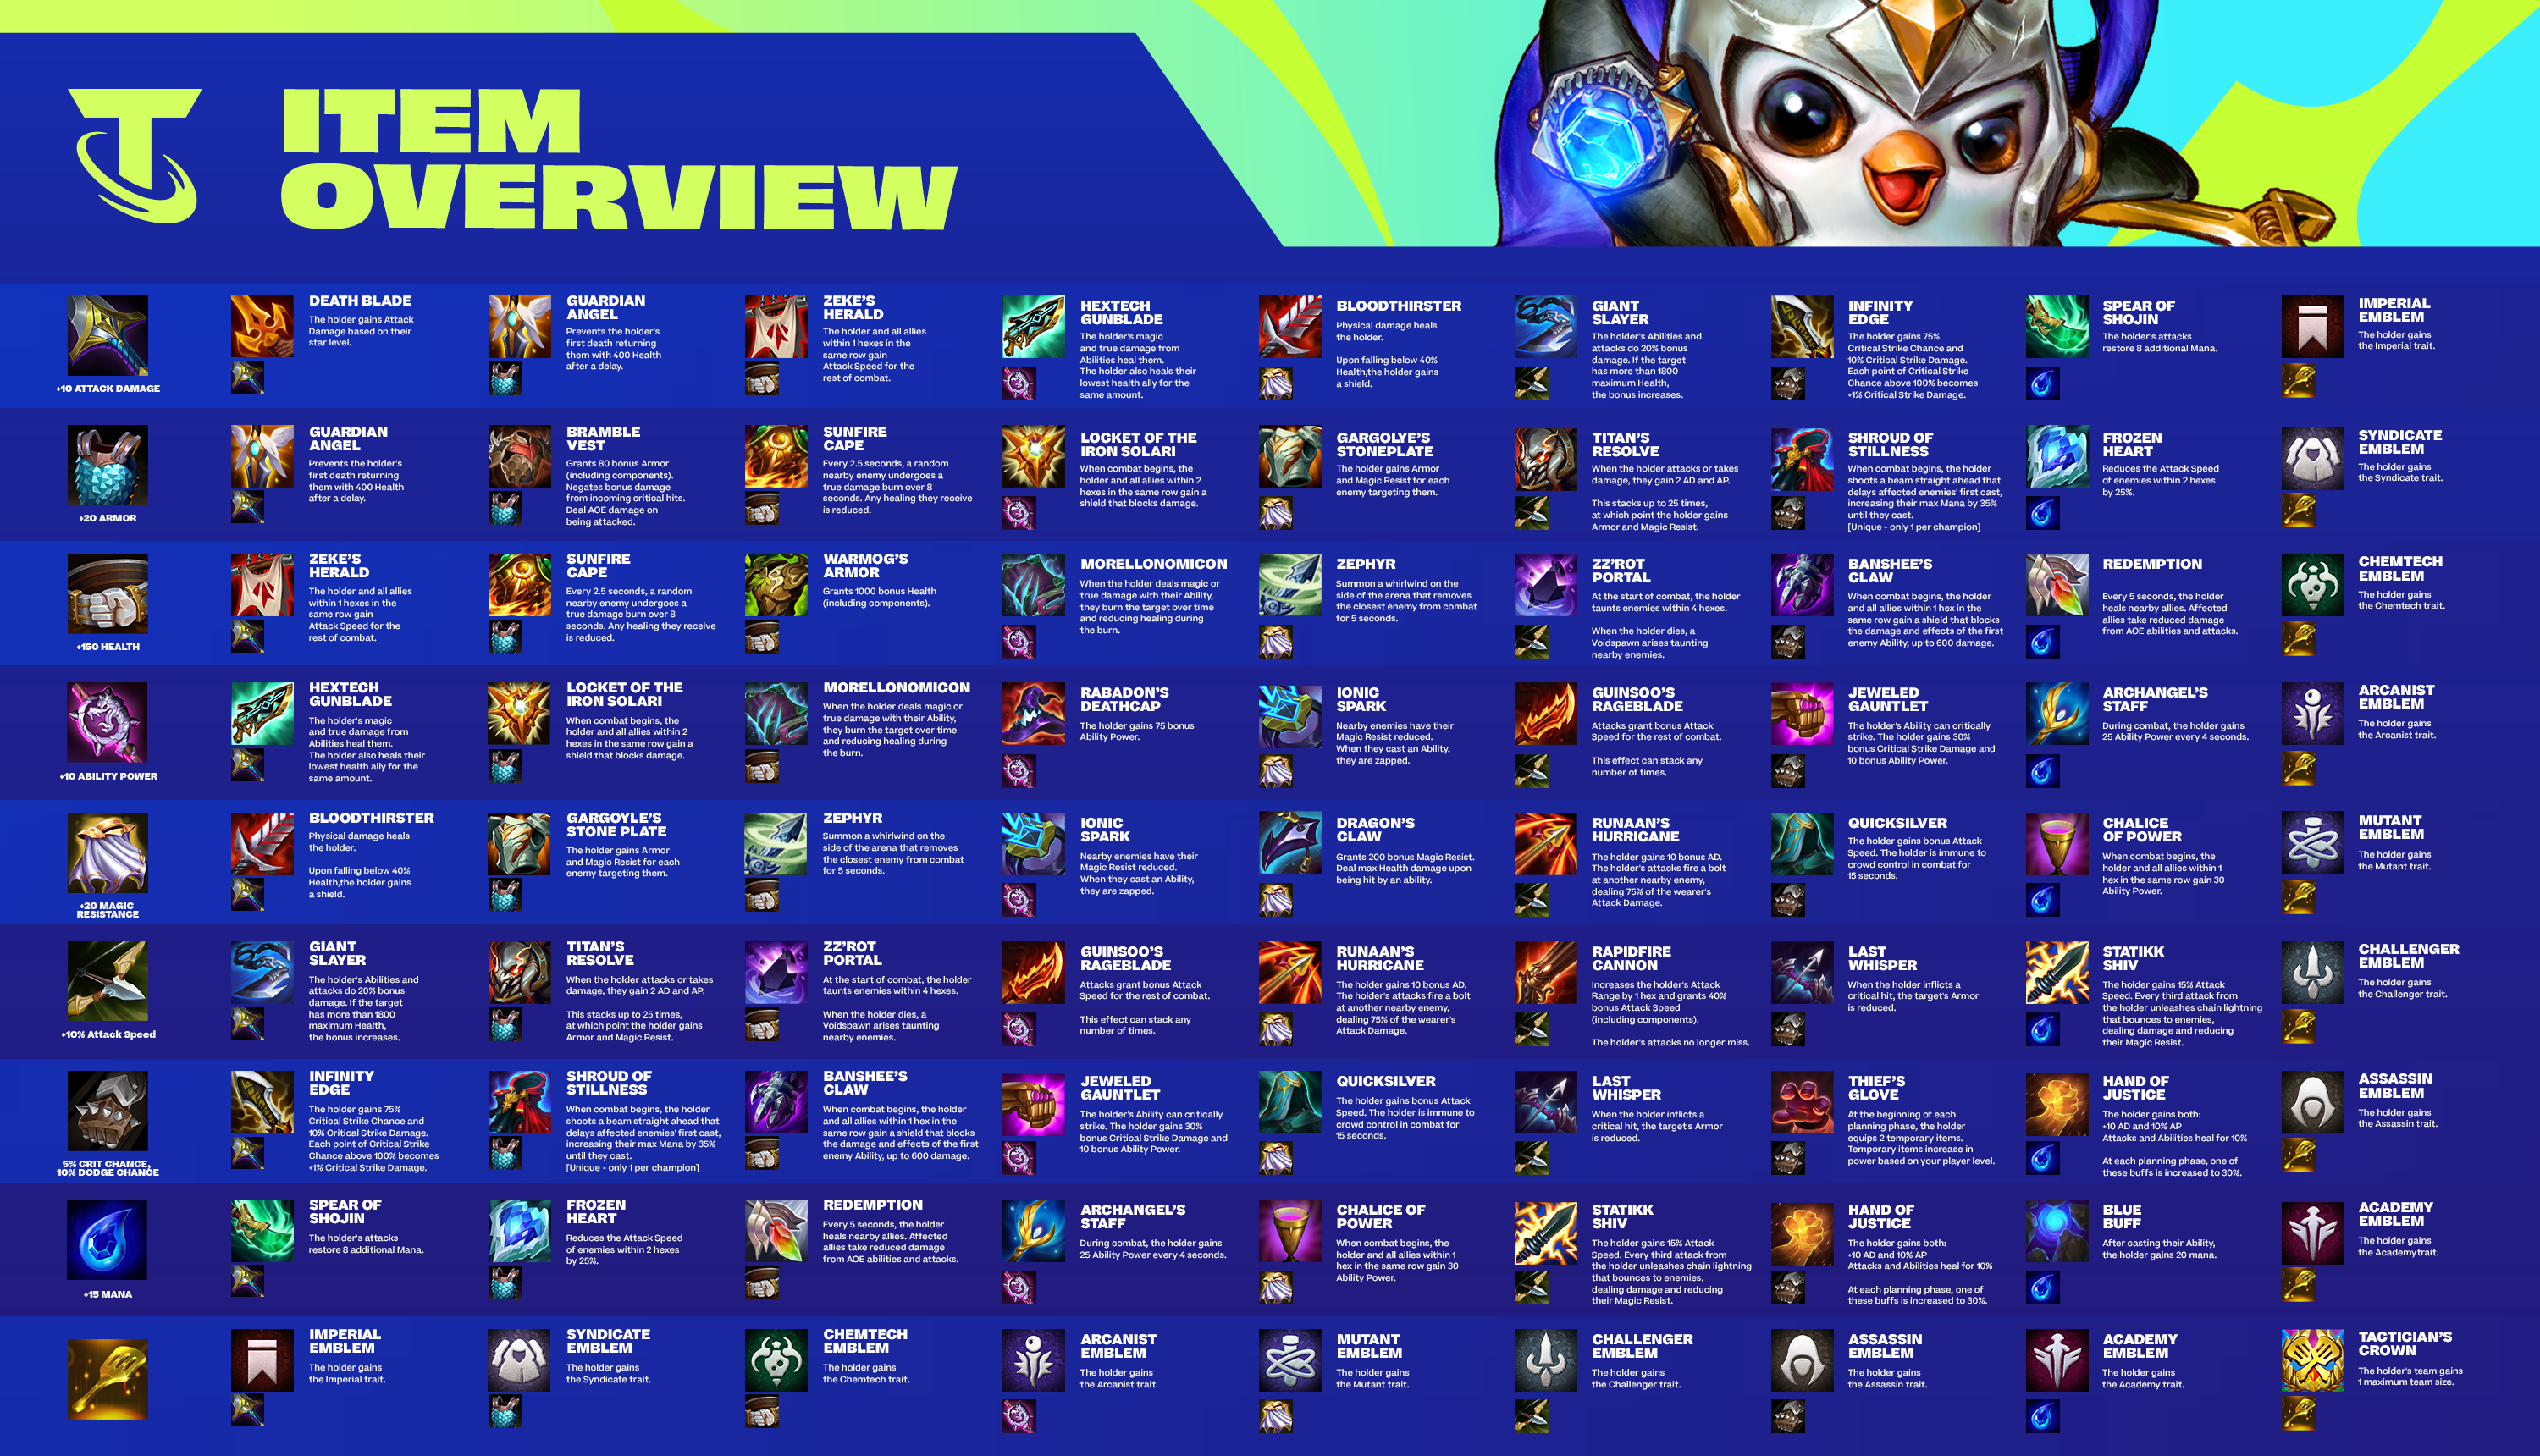 ITEM
OVERVIEW
+10 ATTACK DAMAGE
DEATH BLADE
The holder gains Attack
Damage based on their
star level.
GUARDIAN
ANGEL
Prevents the holder's
first death returning
them with 400 Health
after a delay.
ZEKE'S
HERALD
The holder and all allies
within 1 hexes in the
same row gain
Attack Speed for the
rest of combat.
HEXTECH
GUNBLADE
The holder's magic
and true damage from
Abilities heal them.
The holder also heals their
lowest health ally for the
same amount.
BLOODTHIRSTER
Physical damage heals
the holder.
Upon falling below 40%
Health,the holder gains
a shield.
GIANT
SLAYER
The holder's Abilities and
attacks do 20% bonus
damage. If the target
has more than 1800
maximum Health,
the bonus increases.
INFINITY
EDGE
The holder gains 75%
Critical Strike Chance and
10% Critical Strike Damage.
Each point of Critical Strike
Chance above 100% becomes
+1% Critical Strike Damage.
SPEAR OF
SHOJIN
The holder's attacks
restore 8 additional Mana.
IMPERIAL
EMBLEM
The holder gains
the Imperial trait.
+20 ARMOR
GUARDIAN
ANGEL
Prevents the holder's
first death returning
them with 400 Health
after a delay.
BRAMBLE
VEST
Grants 80 bonus Armor
(including components).
Negates bonus damage
from incoming critical hits.
Deal AOE damage on
being attacked.
SUNFIRE
CAPE
Every 2.5 seconds, a random
nearby enemy undergoes a
true damage burn over 8
seconds. Any healing they receive
is reduced.
LOCKET OF THE
IRON SOLARI
When combat begins, the
holder and all allies within 2
hexes in the same row gain a
shield that blocks damage.
GARGOLYE'S
STONEPLATE
The holder gains Armor
and Magic Resist for each
enemy targeting them.
TITAN'S
RESOLVE
When the holder attacks or takes
damage, they gain 2 AD and AP.
This stacks up to 25 times,
at which point the holder gains
Armor and Magic Resist.
SHROUD OF
STILLNESS
When combat begins, the holder
shoots a beam straight ahead that
delays affected enemies' first cast,
increasing their max Mana by 35%
until they cast.
[Unique - only 1 per champion]
FROZEN
HEART
Reduces the Attack Speed
of enemies within 2 hexes
by 25%.
SYNDICATE
EMBLEM
The holder gains
the Syndicate trait.
+150 HEALTH
ZEKE'S
HERALD
The holder and all allies
within 1 hexes in the
same row gain
Attack Speed for the
rest of combat.
SUNFIRE
CAPE
Every 2.5 seconds, a random
nearby enemy undergoes a
true damage burn over 8
seconds. Any healing they receive
is reduced.
WARMOG'S
ARMOR
Grants 1000 bonus Health
(including components).
MORELLONOMICON
When the holder deals magic or
true damage with their Ability,
they burn the target over time
and reducing healing during
the burn.
ZEPHYR
Summon a whirlwind on the
side of the arena that removes
the closest enemy from combat
for 5 seconds.
ZZ'ROT
PORTAL
At the start of combat, the holder
taunts enemies within 4 hexes.
When the holder dies, a
Voidspawn arises taunting
nearby enemies.
BANSHEE'S
CLAW
When combat begins, the holder
and all allies within 1 hex in the
same row gain a shield that blocks
the damage and effects of the first
enemy Ability, up to 600 damage.
REDEMPTION
Every 5 seconds, the holder
heals nearby allies. Affected
allies take reduced damage
from AOE abilities and attacks.
CHEMTECH
EMBLEM
The holder gains
the Chemtech trait.
+10 ABILITY POWER
HEXTECH
GUNBLADE
The holder's magic
and true damage from
Abilities heal them.
The holder also heals their
lowest health ally for the
same amount.
LOCKET OF THE
IRON SOLARI
When combat begins, the
holder and all allies within 2
hexes in the same row gain a
shield that blocks damage.
MORELLONOMICON
When the holder deals magic or
true damage with their Ability,
they burn the target over time
and reducing healing during
the burn.
RABADON'S
DEATHCAP
The holder gains 75 bonus
Ability Power.
IONIC
SPARK
Nearby enemies have their
Magic Resist reduced.
When they cast an Ability,
they are zapped.
GUINSOO'S
RAGEBLADE
Attacks grant bonus Attack
Speed for the rest of combat.
This effect can stack any
number of times.
JEWELED
GAUNTLET
The holder's Ability can critically
strike. The holder gains 30%
bonus Critical Strike Damage and
10 bonus Ability Power.
ARCHANGEL'S
STAFF
During combat, the holder gains
25 Ability Power every 4 seconds.
ARCANIST
EMBLEM
The holder gains
the Arcanist trait.
+20 MAGIC
RESISTANCE
BLOODTHIRSTER
Physical damage heals
the holder.
Upon falling below 40%
Health,the holder gains
a shield.
GARGOYLE'S
STONE PLATE
The holder gains Armor
and Magic Resist for each
enemy targeting them.
ZEPHYR
Summon a whirlwind on the
side of the arena that removes
the closest enemy from combat
for 5 seconds.
IONIC
SPARK
Nearby enemies have their
Magic Resist reduced.
When they cast an Ability,
they are zapped.
DRAGON'S
CLAW
Grants 200 bonus Magic Resist.
Deal max Health damage upon
being hit by an ability.
RUNAAN'S
HURRICANE
The holder gains 10 bonus AD.
The holder's attacks fire a bolt
at another nearby enemy,
dealing 75% of the wearer's
Attack Damage.
QUICKSILVER
The holder gains bonus Attack
Speed. The holder is immune to
crowd control in combat for
15 seconds.
CHALICE
OF POWER
When combat begins, the
holder and all allies within 1
hex in the same row gain 30
Ability Power.
MUTANT
EMBLEM
The holder gains
the Mutant trait.
+10% Attack Speed
GIANT
SLAYER
The holder's Abilities and
attacks do 20% bonus
damage. If the target
has more than 1800
maximum Health,
the bonus increases.
TITAN'S
RESOLVE
When the holder attacks or takes
damage, they gain 2 AD and AP.
This stacks up to 25 times,
at which point the holder gains
Armor and Magic Resist.
ZZ'ROT
PORTAL
At the start of combat, the holder
taunts enemies within 4 hexes.
When the holder dies, a
Voidspawn arises taunting
nearby enemies.
GUINSOO'S
RAGEBLADE
Attacks grant bonus Attack
Speed for the rest of combat.
This effect can stack any
number of times.
RUNAAN'S
HURRICANE
The holder gains 10 bonus AD.
The holder's attacks fire a bolt
at another nearby enemy,
dealing 75% of the wearer's
Attack Damage.
RAPIDFIRE
CANNON
Increases the holder's Attack
Range by 1 hex and grants 40%
bonus Attack Speed
(including components).
The holder's attacks no longer miss.
LAST
WHISPER
When the holder inflicts a
critical hit, the target's Armor
is reduced.
STATIKK
SHIV
The holder gains 15% Attack
Speed. Every third attack from
the holder unleashes chain lightning
that bounces to enemies,
dealing damage and reducing
their Magic Resist.
CHALLENGER
EMBLEM
The holder gains
the Challenger trait.
5% CRIT CHANCE,
10% DODGE CHANCE
INFINITY
EDGE
The holder gains 75%
Critical Strike Chance and
10% Critical Strike Damage.
Each point of Critical Strike
Chance above 100% becomes
+1% Critical Strike Damage.
SHROUD OF
STILLNESS
When combat begins, the holder
shoots a beam straight ahead that
delays affected enemies' first cast,
increasing their max Mana by 35%
until they cast.
[Unique - only 1 per champion]
BANSHEE'S
CLAW
When combat begins, the holder
and all allies within 1 hex in the
same row gain a shield that blocks
the damage and effects of the first
enemy Ability, up to 600 damage.
JEWELED
GAUNTLET
The holder's Ability can critically
strike. The holder gains 30%
bonus Critical Strike Damage and
10 bonus Ability Power.
QUICKSILVER
The holder gains bonus Attack
Speed. The holder is immune to
crowd control in combat for
15 seconds.
LAST
WHISPER
When the holder inflicts a
critical hit, the target's Armor
is reduced.
THIEF'S
GLOVE
At the beginning of each
planning phase, the holder
equips 2 temporary items.
Temporary items increase in
power based on your player level.
HAND OF
JUSTICE
The holder gains both:
+10 AD and 10% AP
Attacks and Abilities heal for 10%
At each planning phase, one of
these buffs is increased to 30%.
ASSASSIN
EMBLEM
The holder gains
the Assassin trait.
+15 MANA
SPEAR OF
SHOJIN
The holder's attacks
restore 8 additional Mana.
FROZEN
HEART
Reduces the Attack Speed
of enemies within 2 hexes
by 25%.
REDEMPTION
Every 5 seconds, the holder
heals nearby allies. Affected
allies take reduced damage
from AOE abilities and attacks.
ARCHANGEL'S
STAFF
During combat, the holder gains
25 Ability Power every 4 seconds.
CHALICE OF
POWER
When combat begins, the
holder and all allies within 1
hex in the same row gain 30
Ability Power.
STATIKK
SHIV
The holder gains 15% Attack
Speed. Every third attack from
the holder unleashes chain lightning
that bounces to enemies,
dealing damage and reducing
their Magic Resist.
HAND OF
JUSTICE
The holder gains both:
+10 AD and 10% AP
Attacks and Abilities heal for 10%
At each planning phase, one of
these buffs is increased to 30%.
BLUE
BUFF
After casting their Ability,
the holder gains 20 mana.
ACADEMY
EMBLEM
The holder gains
the Academytrait.
IMPERIAL
EMBLEM
The holder gains
the Imperial trait.
SYNDICATE
EMBLEM
The holder gains
the Syndicate trait.
CHEMTECH
EMBLEM
The holder gains
the Chemtech trait.
ARCANIST
EMBLEM
The holder gains
the Arcanist trait.
MUTANT
EMBLEM
The holder gains
the Mutant trait.
CHALLENGER
EMBLEM
The holder gains
the Challenger trait.
ASSASSIN
EMBLEM
The holder gains
the Assassin trait.
ACADEMY
EMBLEM
The holder gains
the Academy trait.
TACTICIAN'S
CROWN
The holder's team gains
1 maximum team size.